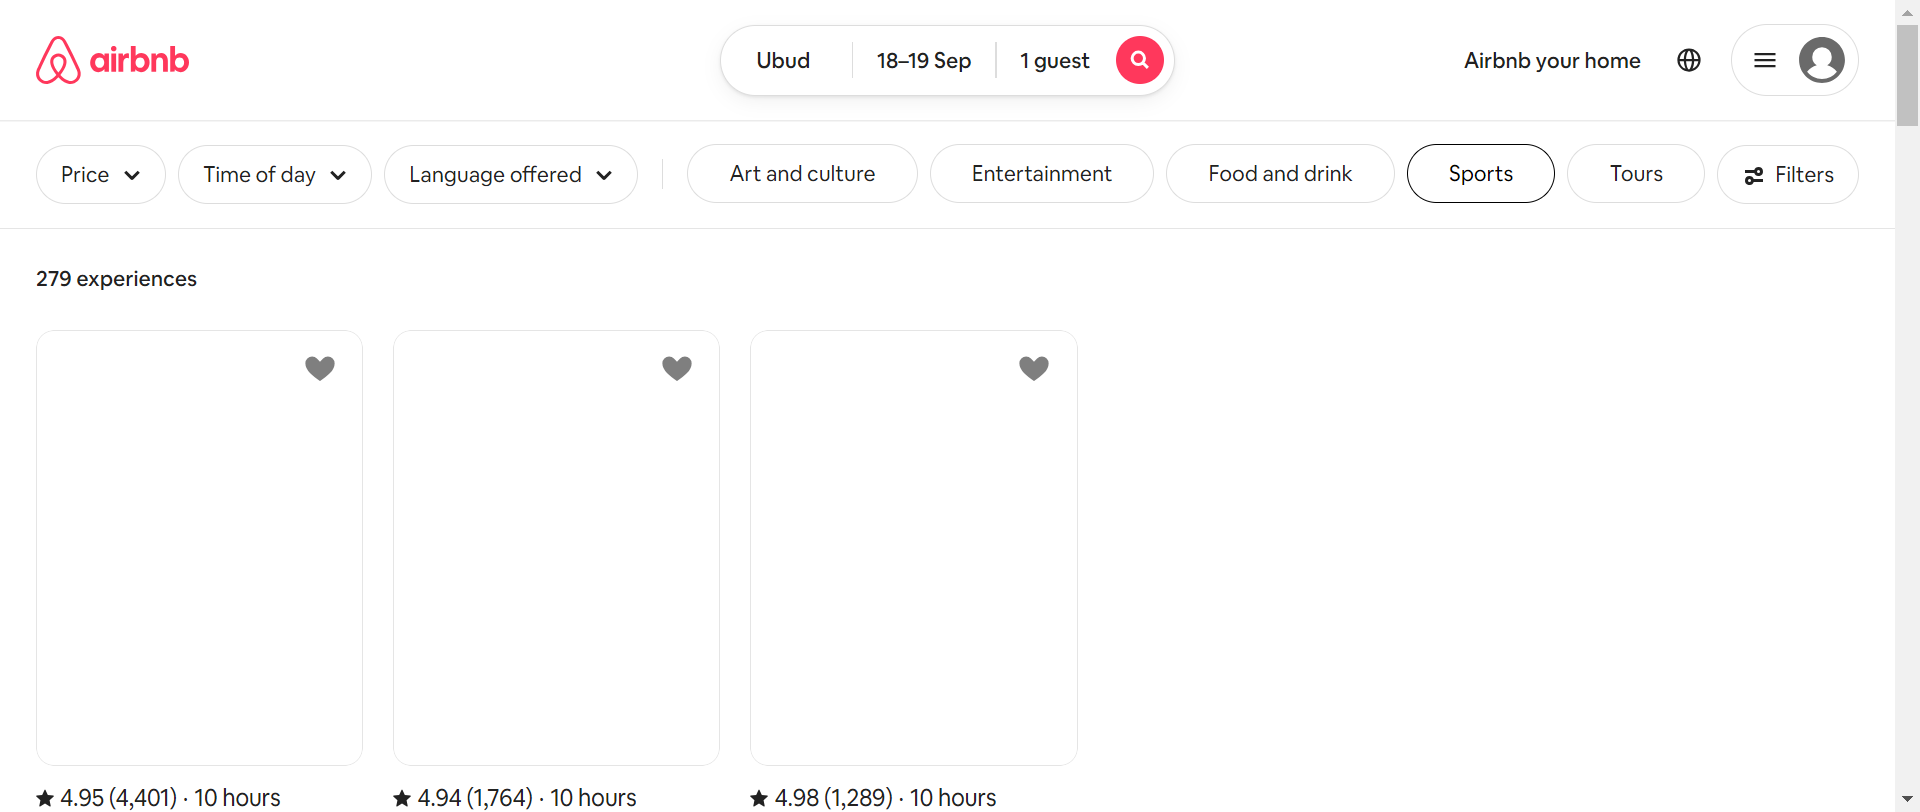 airbnb
Ubud
18–19 Sep
1 guest
Airbnb your home
Price
Time of day
Language offered
Art and culture
Entertainment
Food and drink
Sports
Tours
Filters
279 experiences
4.95 (4,401) · 10 hours
4.94 (1,764) · 10 hours
4.98 (1,289) · 10 hours